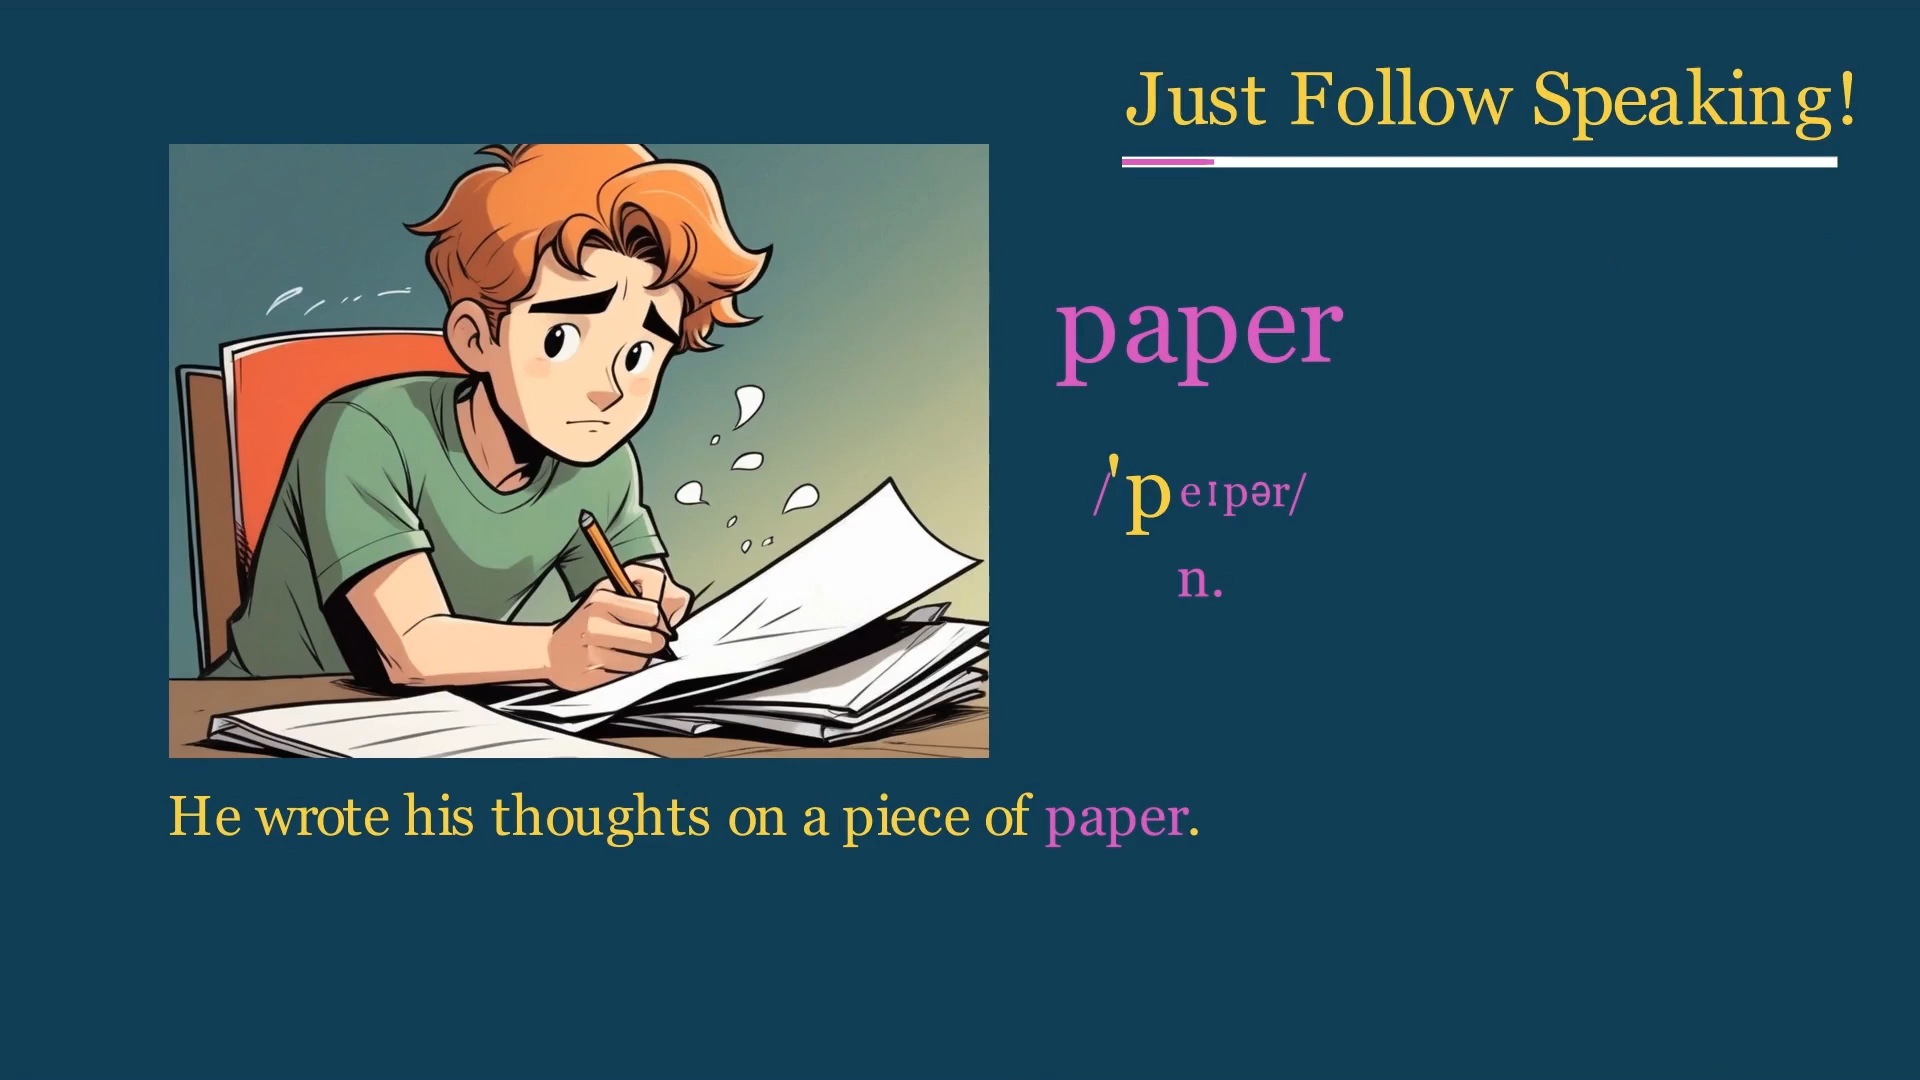 Just Follow Speaking!
paper
/ˈpeɪpər/
n.
He wrote his thoughts on a piece of paper.